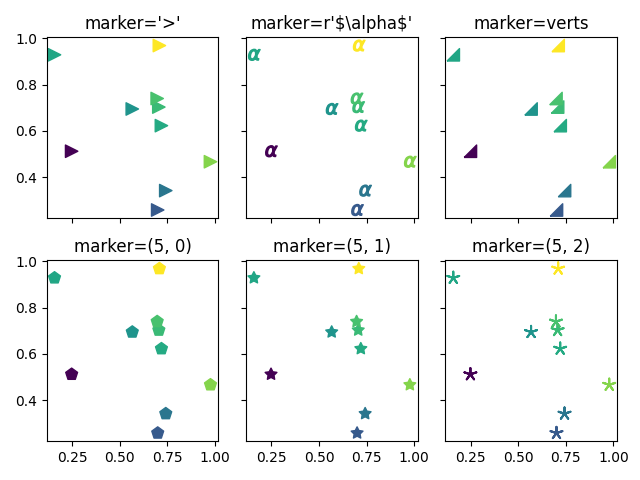 marker='>' marker=r'$\alpha$' marker=verts
1.0
0.8
0.6
0.4
α α α α α α α α α α
marker=(5, 0) marker=(5, 1) marker=(5, 2)
1.0
0.8
0.6
0.4
0.25 0.50 0.75 1.00 0.25 0.50 0.75 1.00 0.25 0.50 0.75 1.00